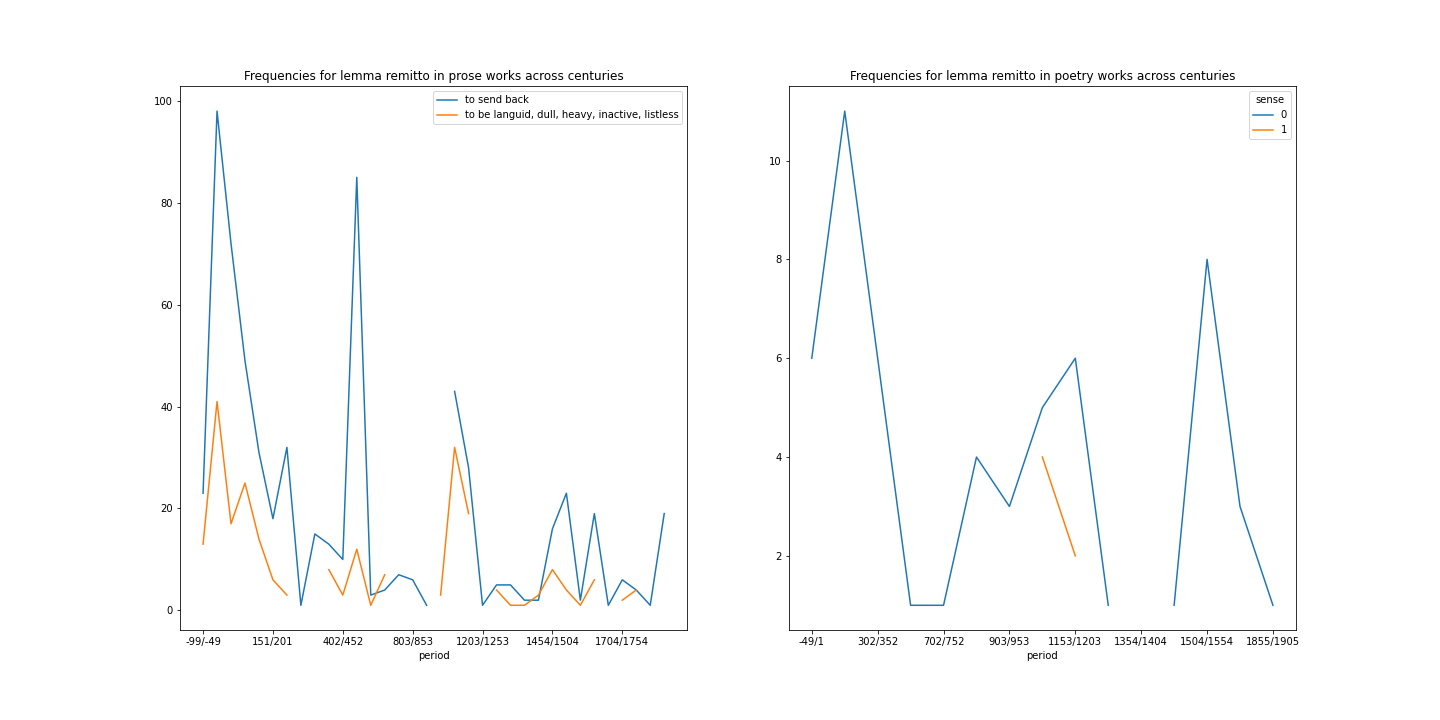 Frequencies for lemma remitto in prose works across centuries
to send back
to be languid, dull, heavy, inactive, listless
100
80
60
40
20
0
-99/-49 151/201 402/452 803/853 1203/1253 1454/1504 1704/1754
period
Frequencies for lemma remitto in poetry works across centuries
sense
0
1
10
8
6
4
2
-49/1 302/352 702/752 903/953 1153/1203 1354/1404 1504/1554 1855/1905
period